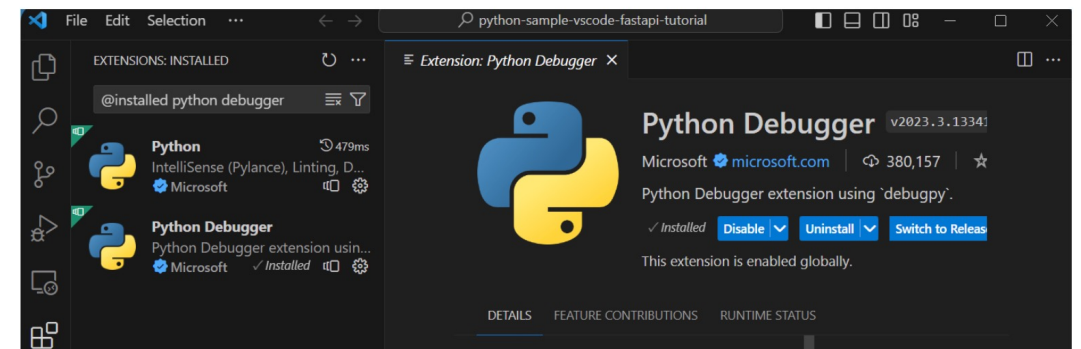 File Edit Selection ···
python-sample-vscode-fastapi-tutorial
EXTENSIONS: INSTALLED
@installed python debugger
Python
479ms
IntelliSense (Pylance), Linting, D...
Microsoft
Python Debugger
Python Debugger extension usin...
Microsoft ✓ Installed
Extension: Python Debugger
Python Debugger v2023.3.13341
Microsoft microsoft.com | 380,157
Python Debugger extension using `debugpy`.
✓ Installed Disable Uninstall Switch to Releas
This extension is enabled globally.
DETAILS FEATURE CONTRIBUTIONS RUNTIME STATUS